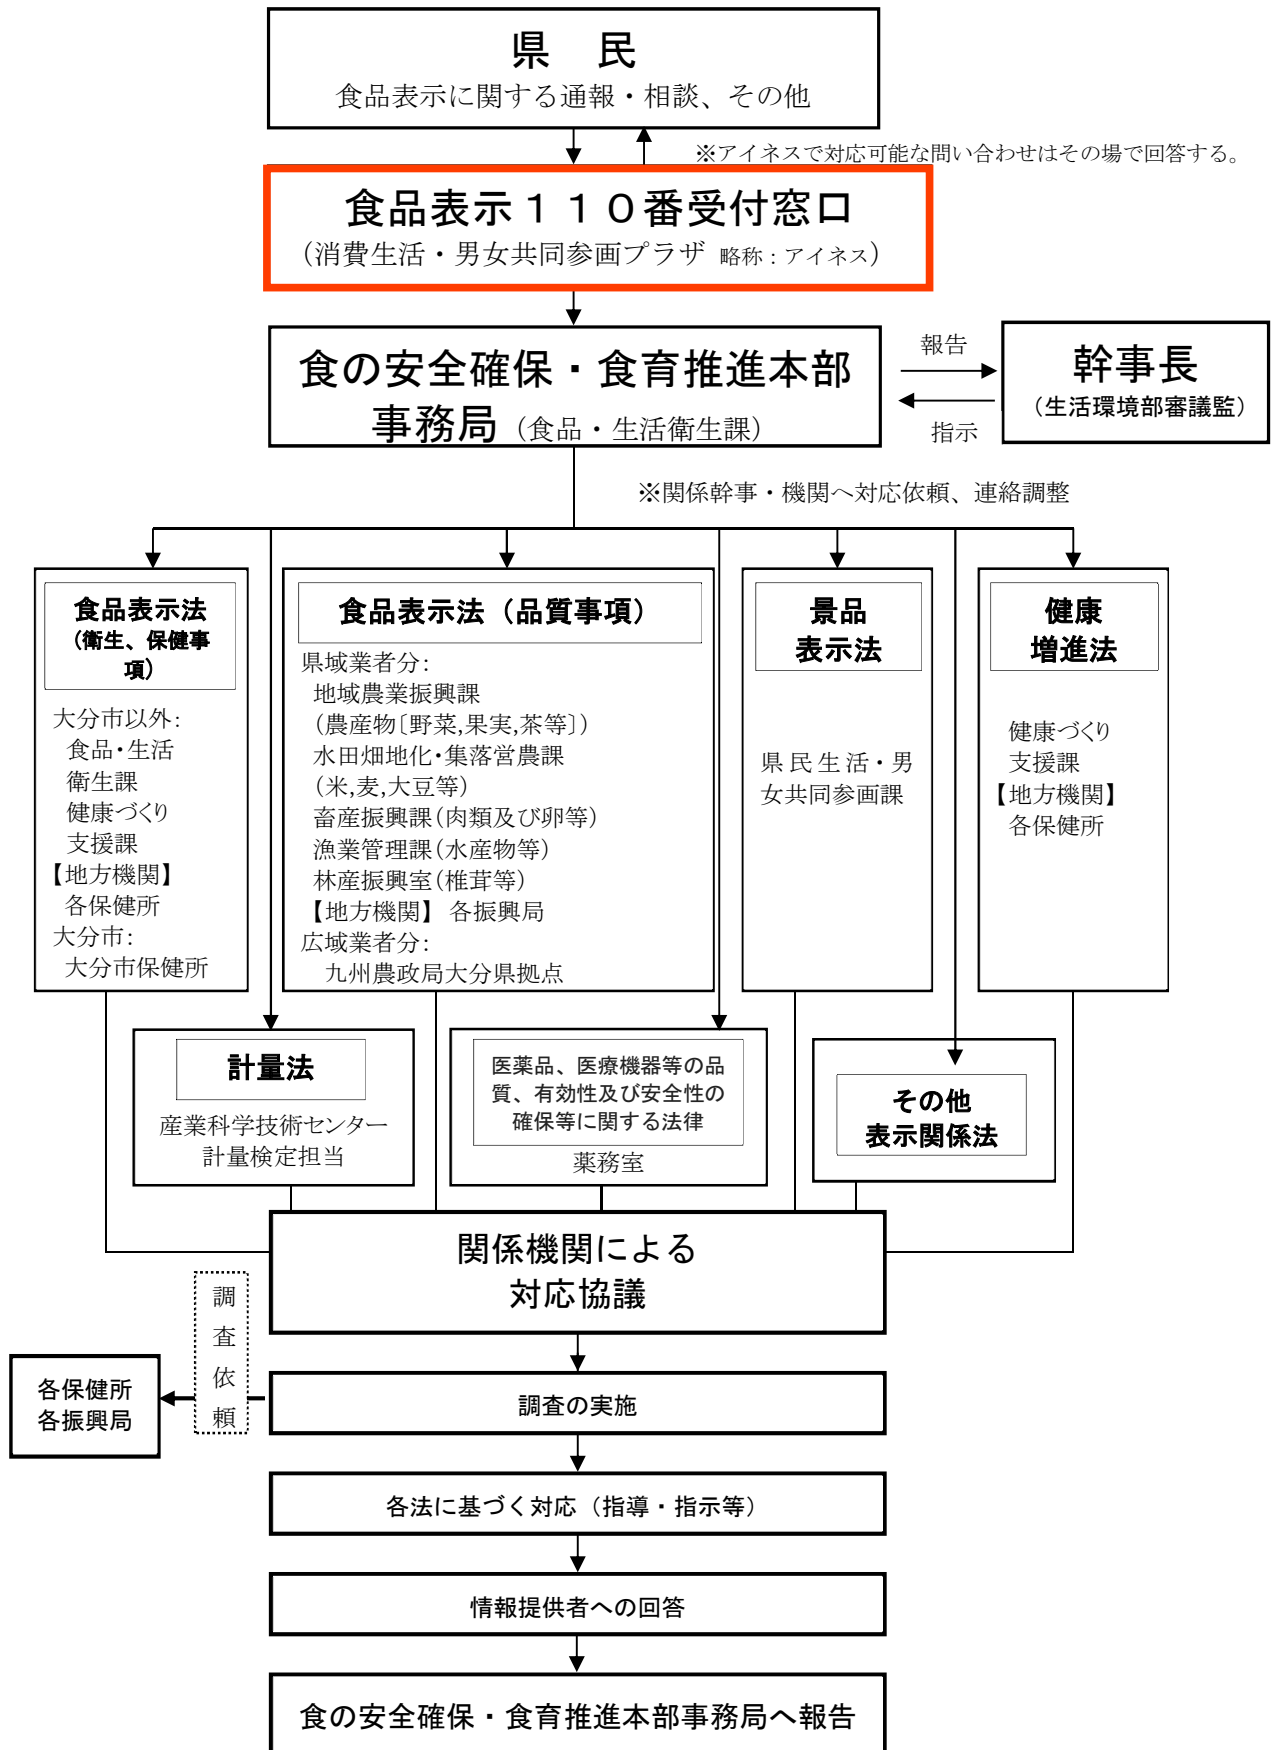 県　民
食品表示に関する通報・相談、その他
※アイネスで対応可能な問い合わせはその場で回答する。
食品表示１１０番受付窓口
（消費生活・男女共同参画プラザ 略称：アイネス）
食の安全確保・食育推進本部
事務局（食品・生活衛生課）
報告
指示
幹事長
（生活環境部審議監）
※関係幹事・機関へ対応依頼、連絡調整
食品表示法
（衛生、保健事
項）
大分市以外：
食品・生活
衛生課
健康づくり
支援課
【地方機関】
各保健所
大分市：
大分市保健所
食品表示法（品質事項）
県域業者分：
地域農業振興課
（農産物〔野菜,果実,茶等〕）
水田畑地化・集落営農課
（米,麦,大豆等）
畜産振興課（肉類及び卵等）
漁業管理課（水産物等）
林産振興室（椎茸等）
【地方機関】 各振興局
広域業者分：
九州農政局大分県拠点
景品
表示法
県民生活・男
女共同参画課
健康
増進法
健康づくり
支援課
【地方機関】
各保健所
計量法
産業科学技術センター
計量検定担当
医薬品、医療機器等の品
質、有効性及び安全性の
確保等に関する法律
薬務室
その他
表示関係法
関係機関による
対応協議
調
査
依
頼
各保健所
各振興局
調査の実施
各法に基づく対応（指導・指示等）
情報提供者への回答
食の安全確保・食育推進本部事務局へ報告